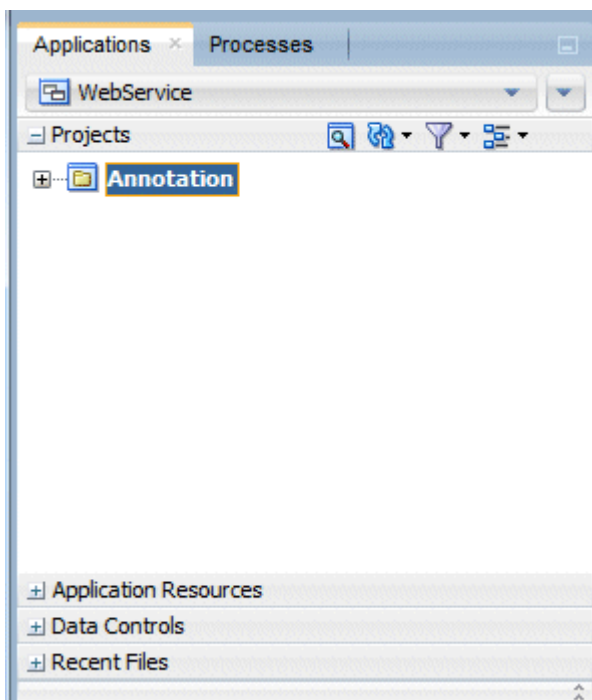 Applications Processes
WebService
Projects
Annotation
Application Resources
Data Controls
Recent Files